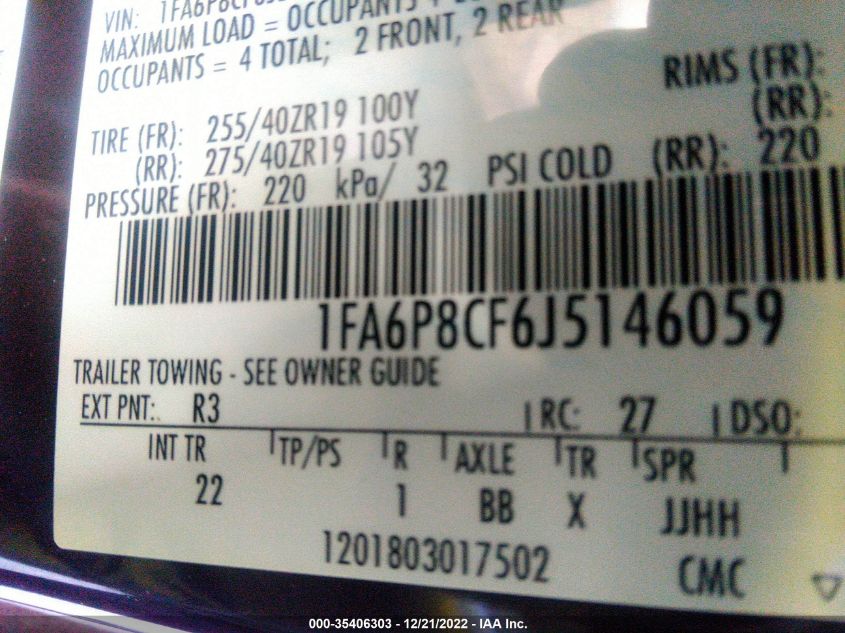 VIN: 1FA6P8CF6J
MAXIMUM LOAD = OCCUPANTS +
OCCUPANTS = 4 TOTAL; 2 FRONT, 2 REAR
RIMS (FR):
TIRE (FR): 255/40ZR19 100Y (RR):
(RR): 275/40ZR19 105Y
PRESSURE (FR): 220 kPa/ 32 PSI COLD (RR): 220
1FA6P8CF6J5146059
TRAILER TOWING - SEE OWNER GUIDE
EXT PNT: R3 RC: 27 DSO:
INT TR TP/PS R AXLE TR SPR
22 1 BB X JJHH
1201803017502 CMC
000-35406303 - 12/21/2022 - IAA Inc.